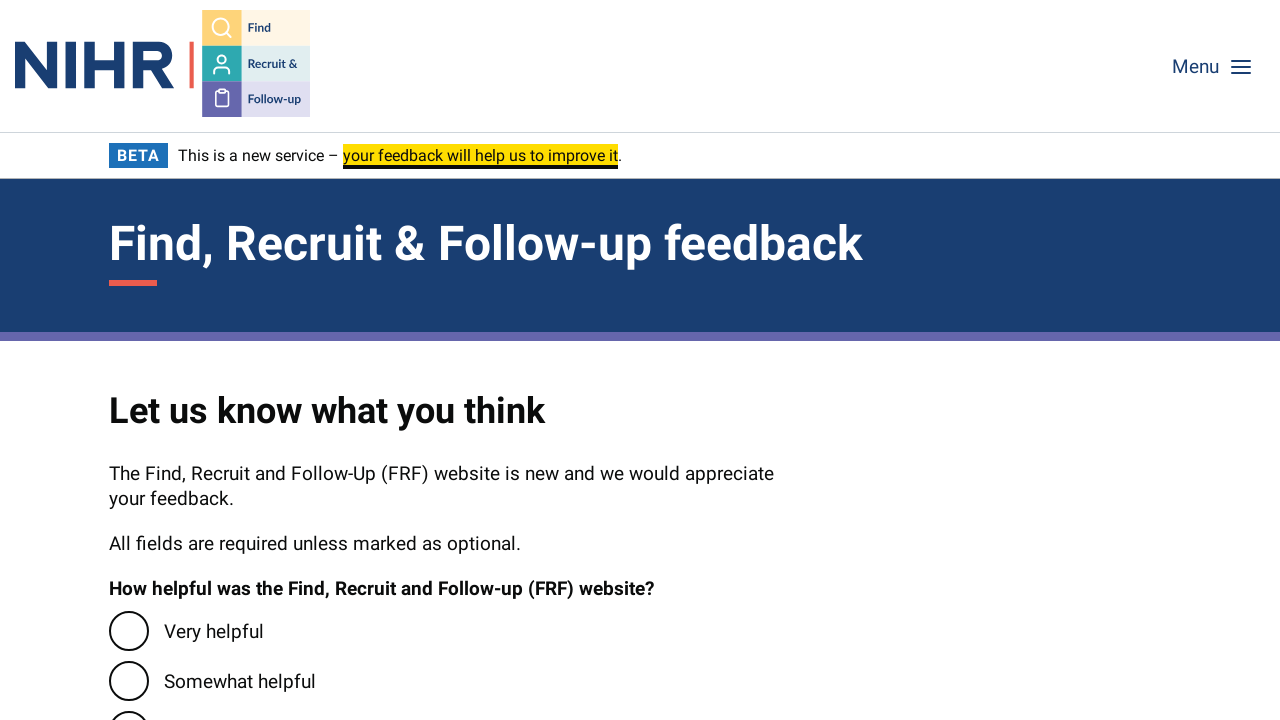 NIHR
Find
Recruit &
Follow-up
Menu
BETA This is a new service – your feedback will help us to improve it.
Find, Recruit & Follow-up feedback
Let us know what you think
The Find, Recruit and Follow-Up (FRF) website is new and we would appreciate
your feedback.
All fields are required unless marked as optional.
How helpful was the Find, Recruit and Follow-up (FRF) website?
Very helpful
Somewhat helpful